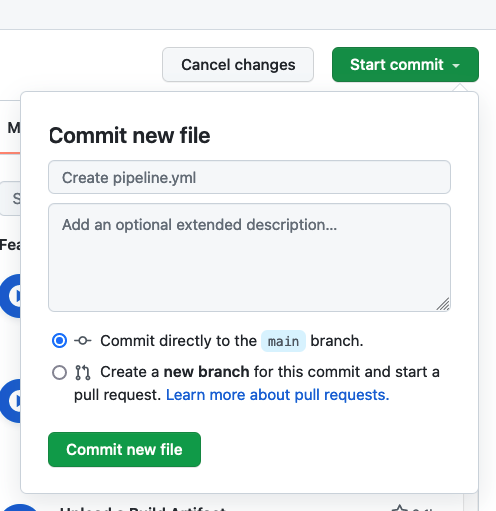 Cancel changes
Start commit
M
Commit new file
Create pipeline.yml
S
Add an optional extended description...
Fea
Commit directly to the main branch.
Create a new branch for this commit and start a
pull request. Learn more about pull requests.
Commit new file
Upload a Build Artifact